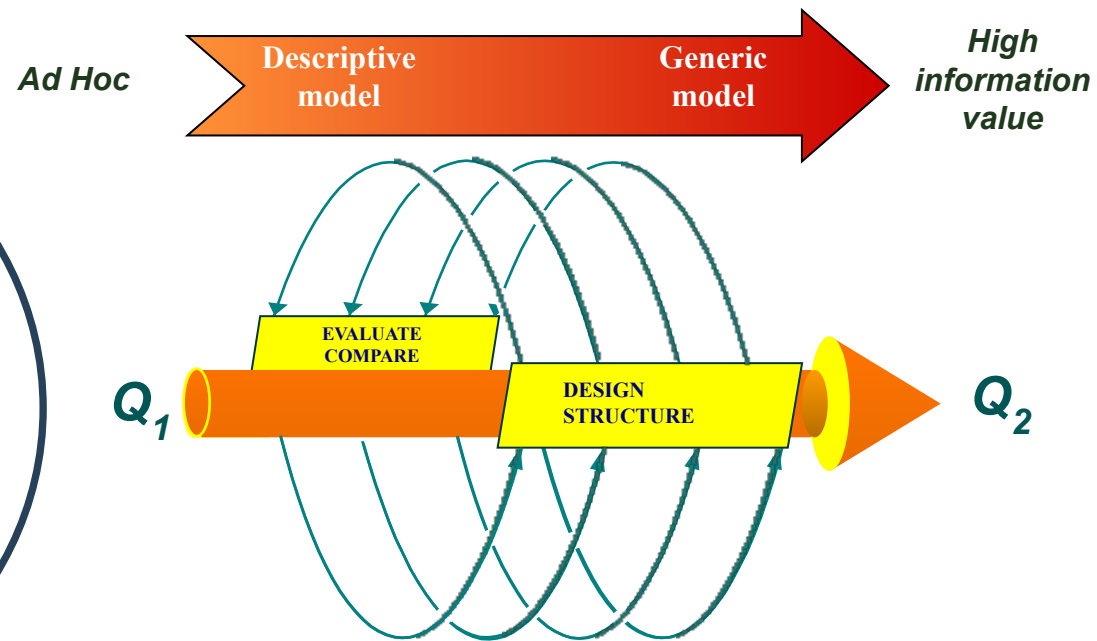 Ad Hoc
Descriptive
model
Generic
model
High
information
value
EVALUATE
COMPARE
Q1
DESIGN
STRUCTURE
Q2